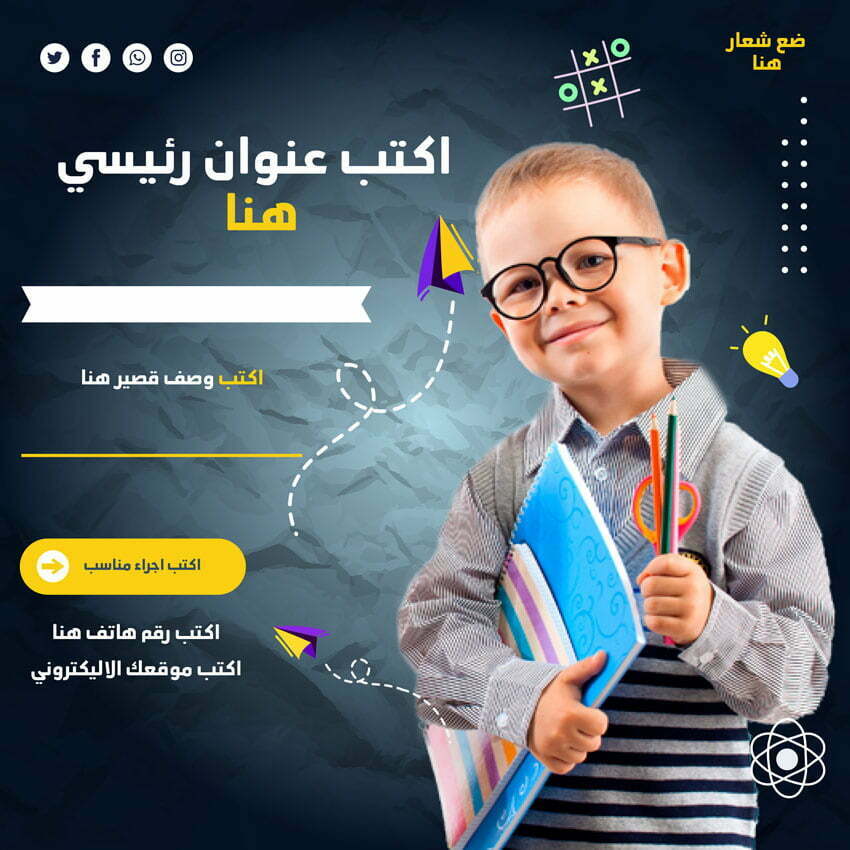 ضع شعار
هنا
اكتب عنوان رئيسي
هنا
اكتب وصف قصير هنا
اكتب اجراء مناسب
اكتب رقم هاتف هنا
اكتب موقعك الاليكتروني